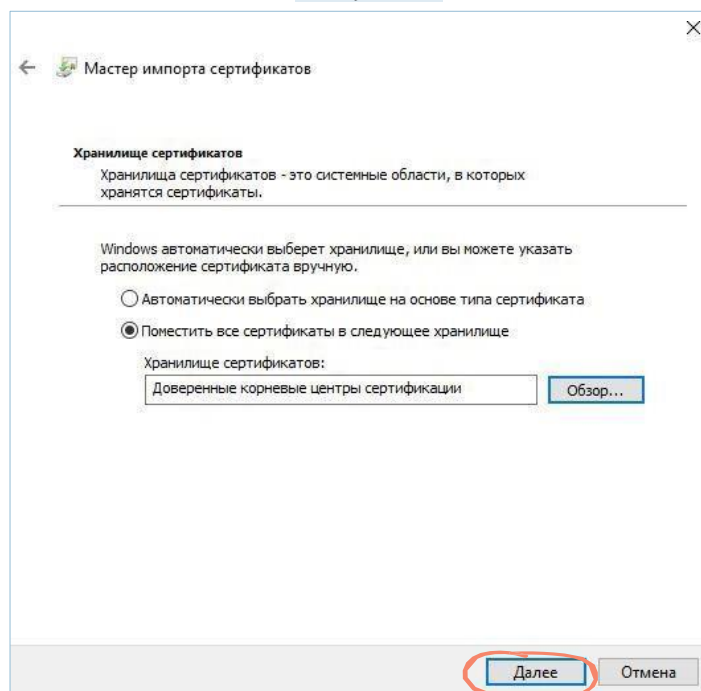 Мастер импорта сертификатов
Хранилище сертификатов
Хранилища сертификатов - это системные области, в которых
хранятся сертификаты.
Windows автоматически выберет хранилище, или вы можете указать
расположение сертификата вручную.
Автоматически выбрать хранилище на основе типа сертификата
Поместить все сертификаты в следующее хранилище
Хранилище сертификатов:
Доверенные корневые центры сертификации
Обзор...
Далее
Отмена